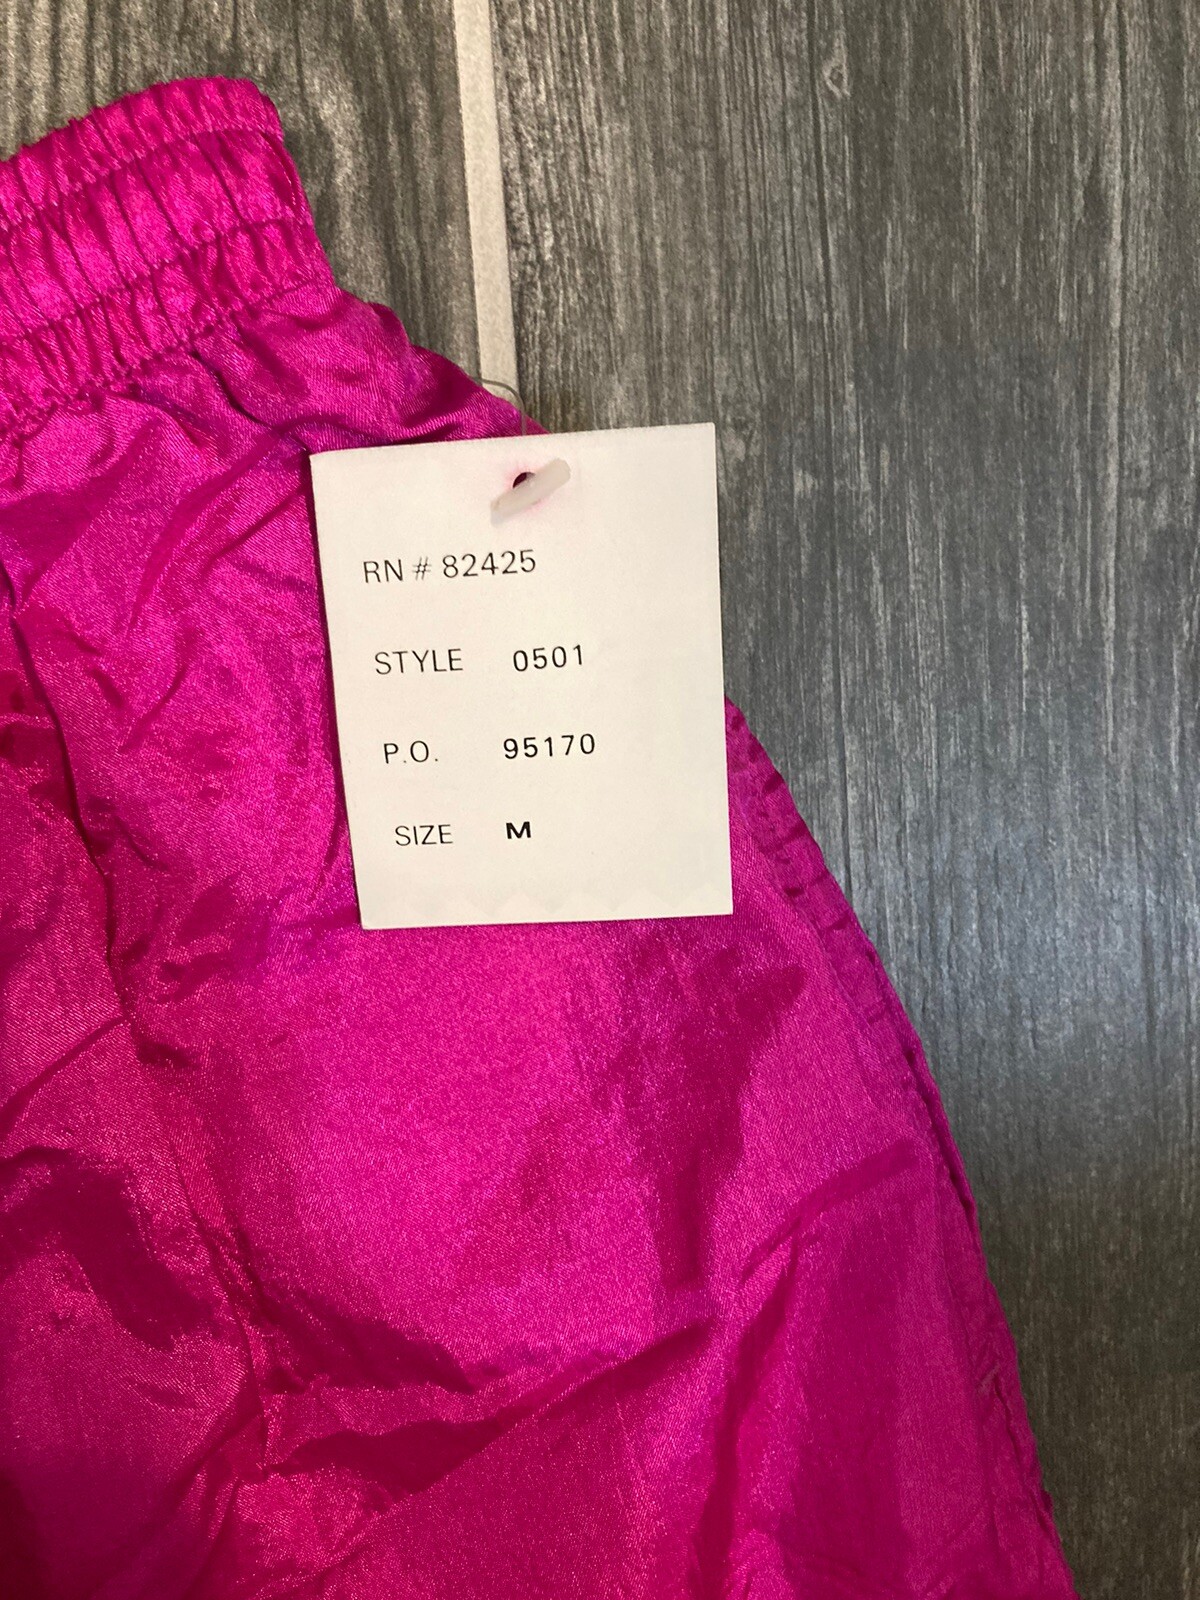 RN # 82425
STYLE 0501
P.O. 95170
SIZE M